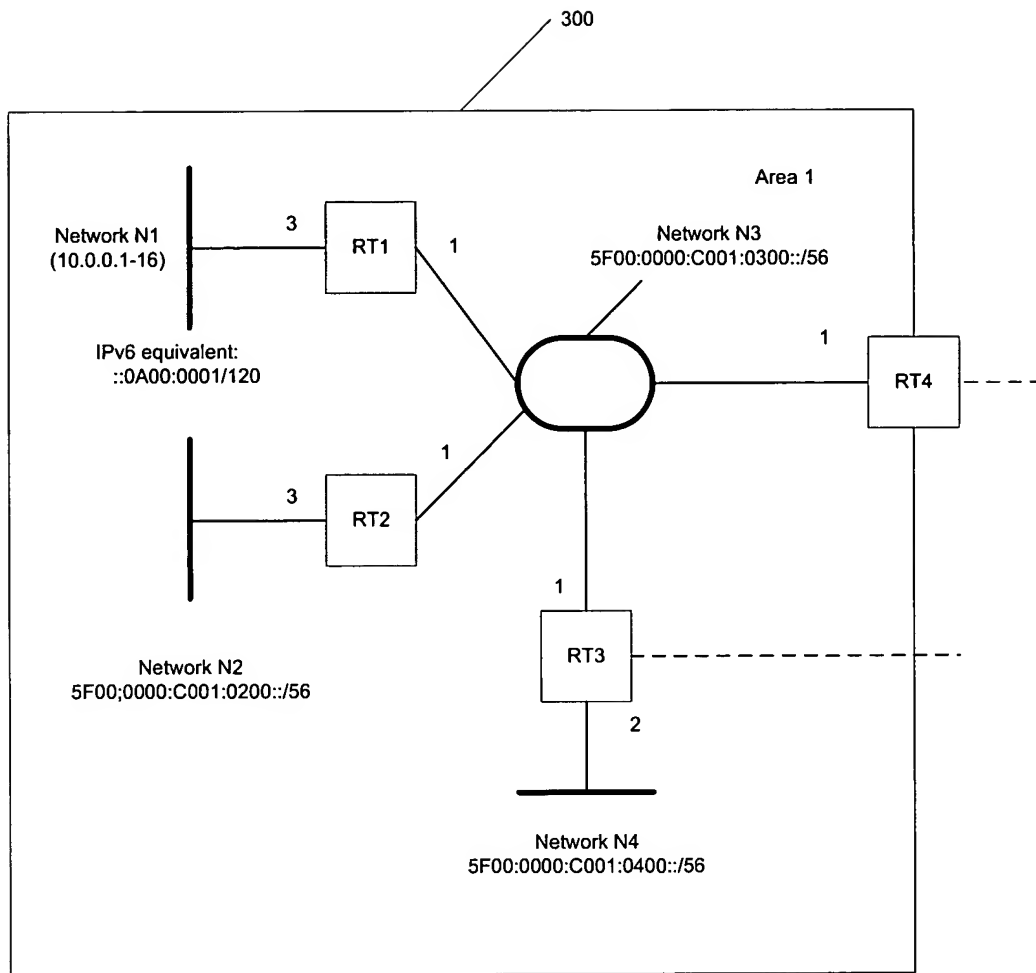 300
Area 1
Network N1
(10.0.0.1-16)
3
RT1
1
Network N3
5F00:0000:C001:0300::/56
IPv6 equivalent:
::0A00:0001/120
1
RT4
3
RT2
1
1
RT3
2
Network N2
5F00;0000:C001:0200::/56
Network N4
5F00:0000:C001:0400::/56